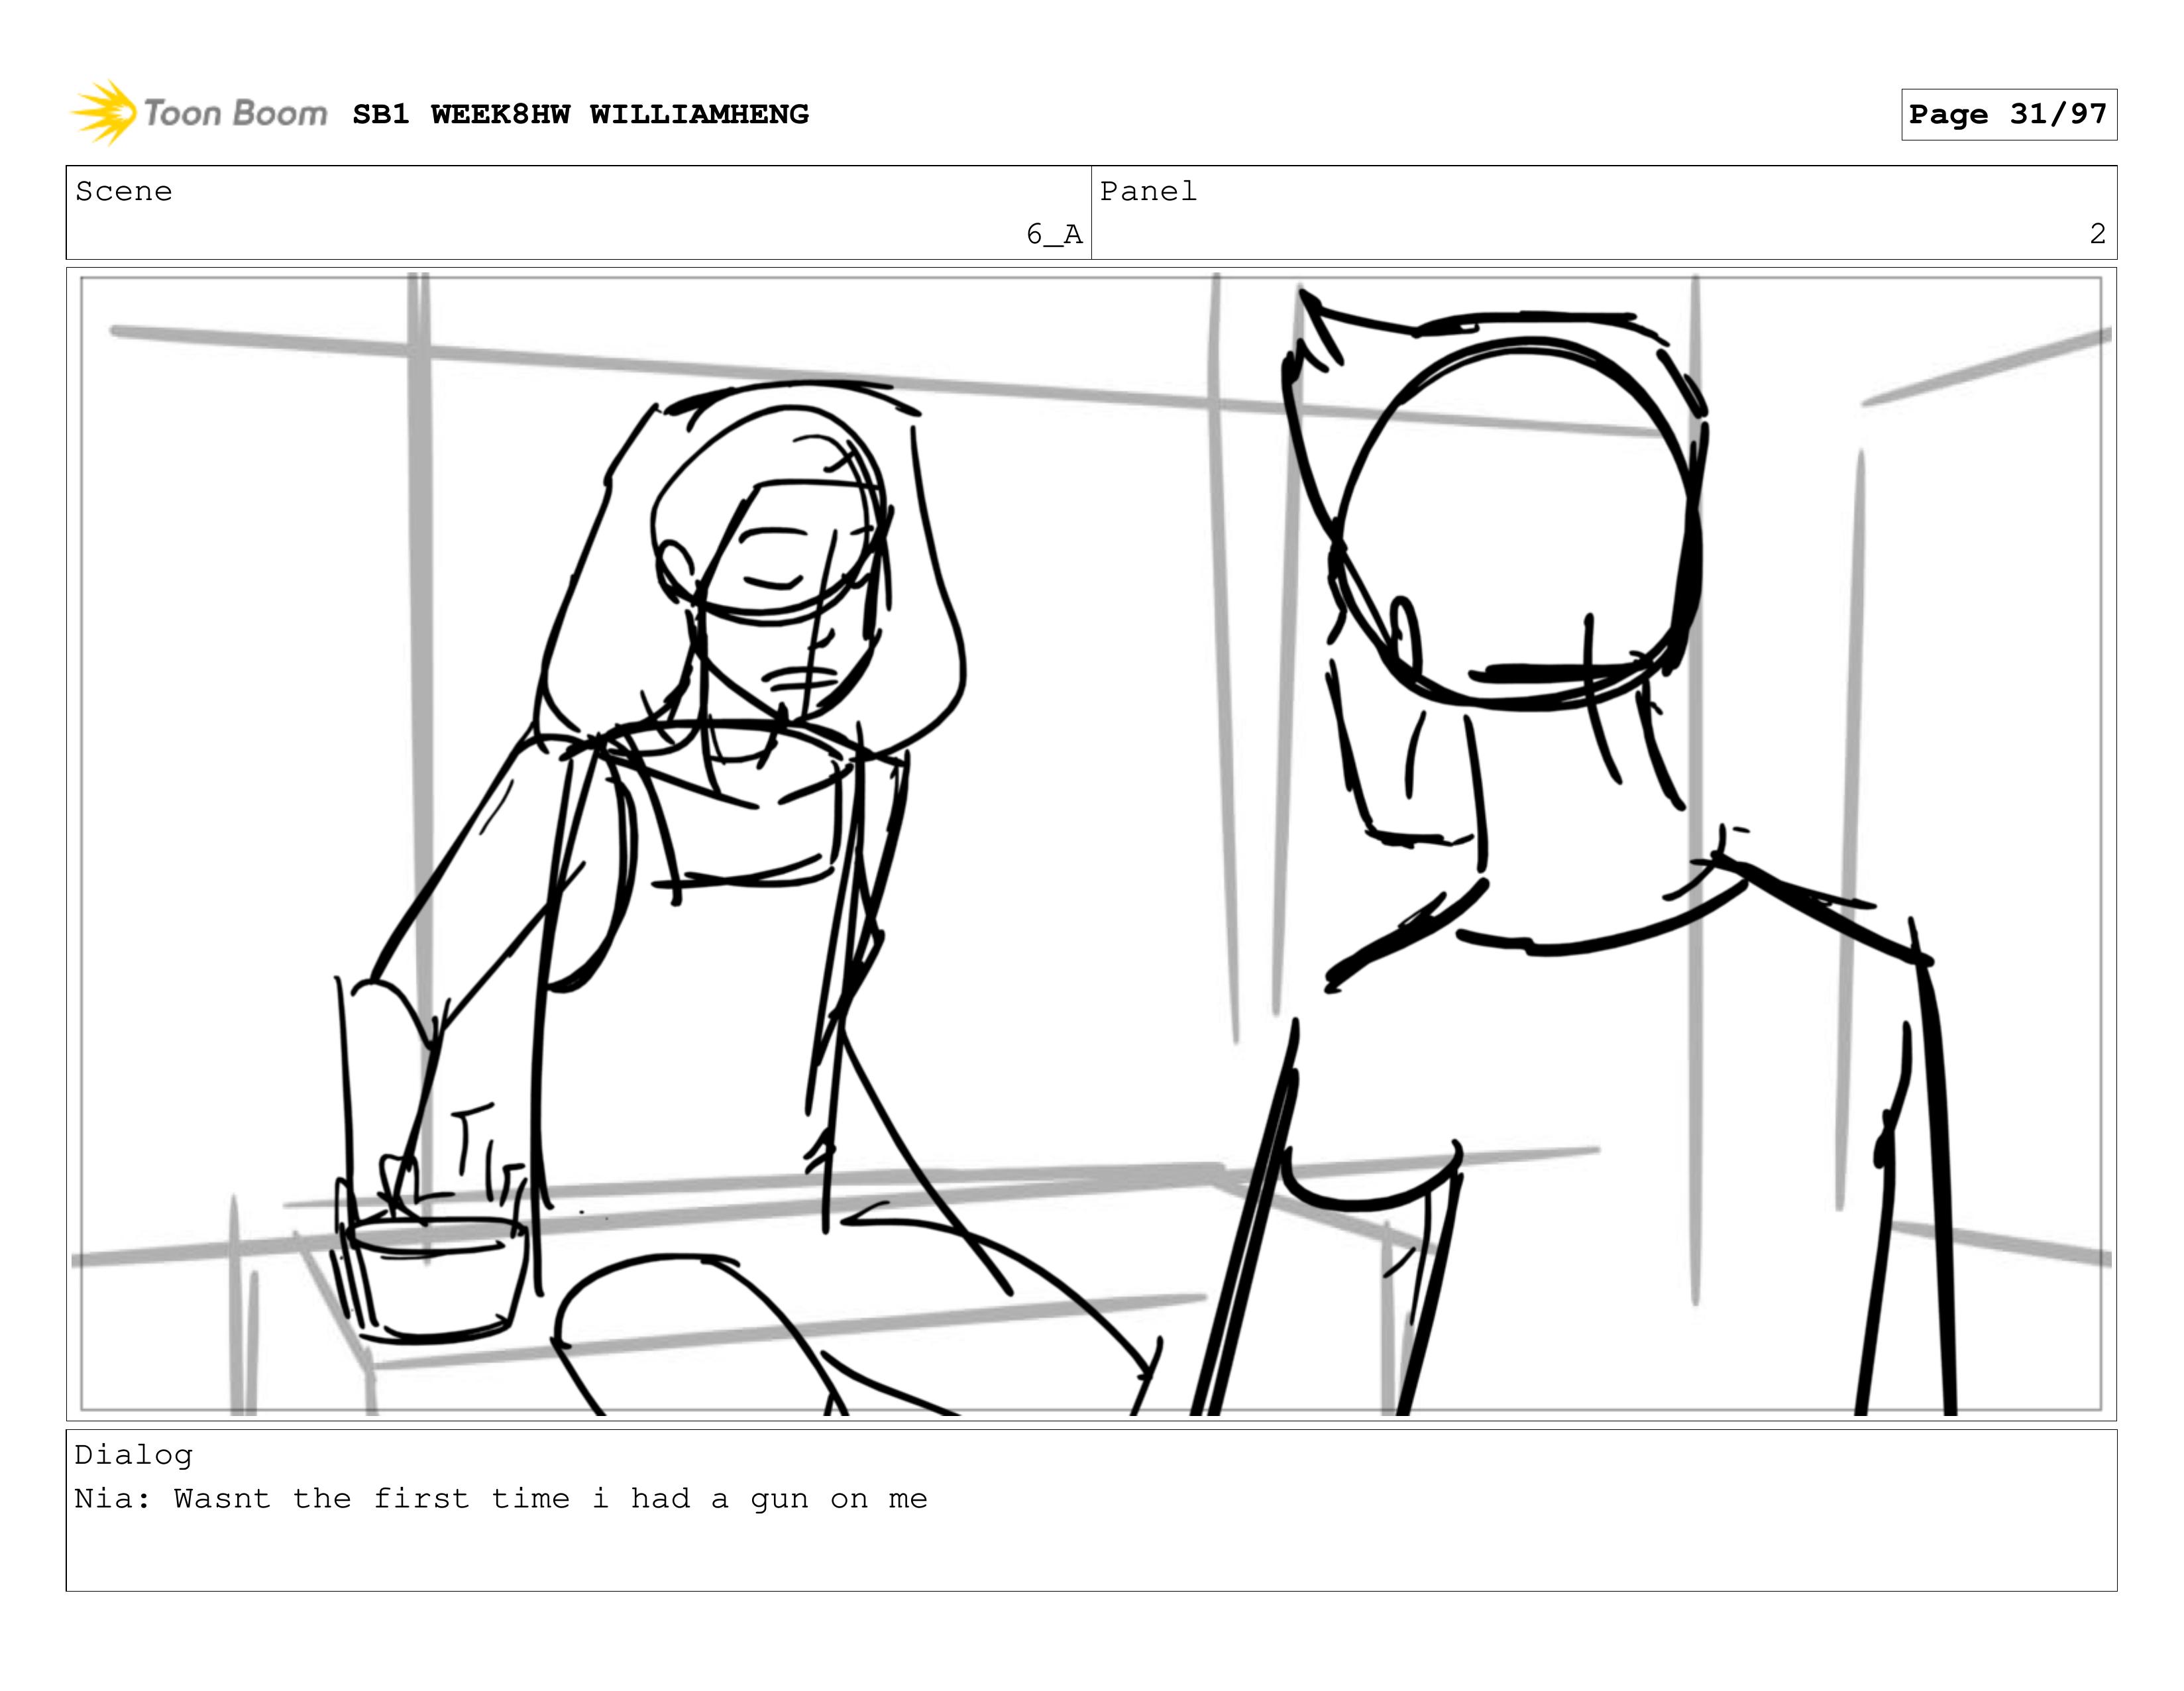 Toon Boom SB1 WEEK8HW WILLIAMHENG
Page 31/97
Scene
6_A
Panel
2
Dialog
Nia: Wasnt the first time i had a gun on me